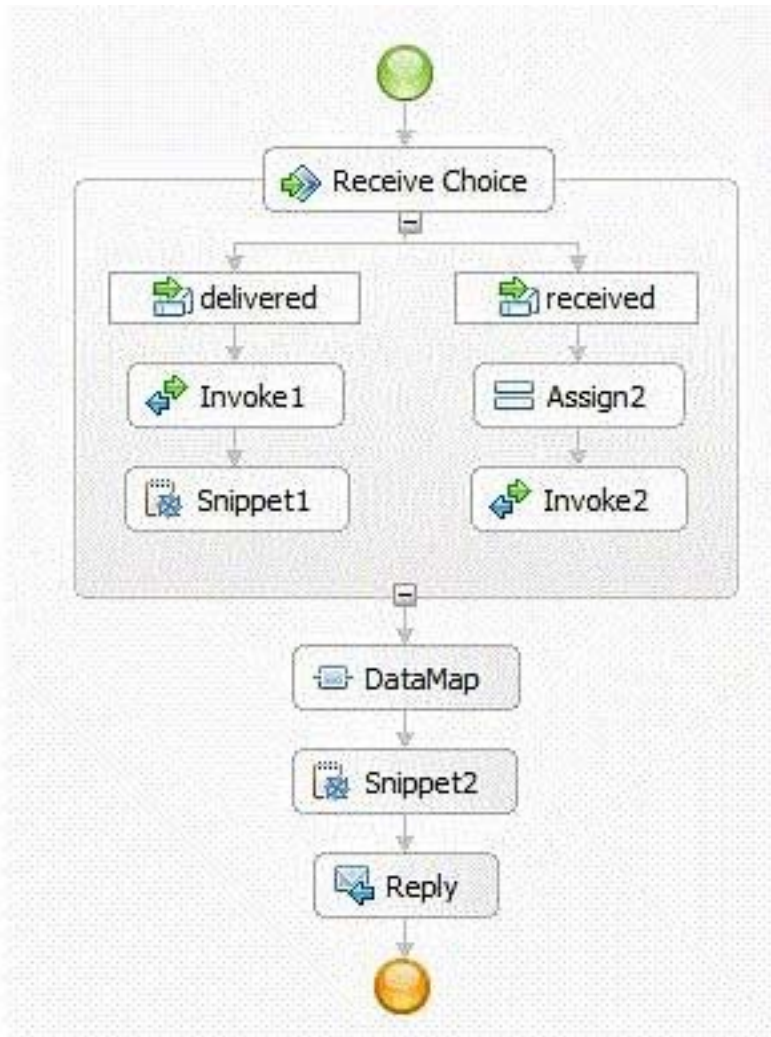 Receive Choice
delivered
received
Invoke1
Assign2
Snippet1
Invoke2
DataMap
Snippet2
Reply